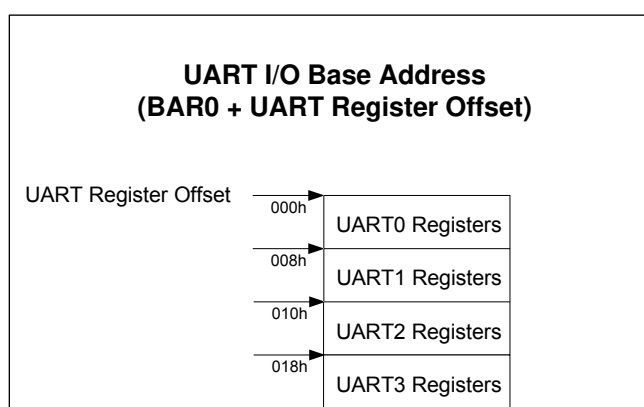 UART I/O Base Address
(BAR0 + UART Register Offset)
UART Register Offset
000h
UART0 Registers
008h
UART1 Registers
010h
UART2 Registers
018h
UART3 Registers